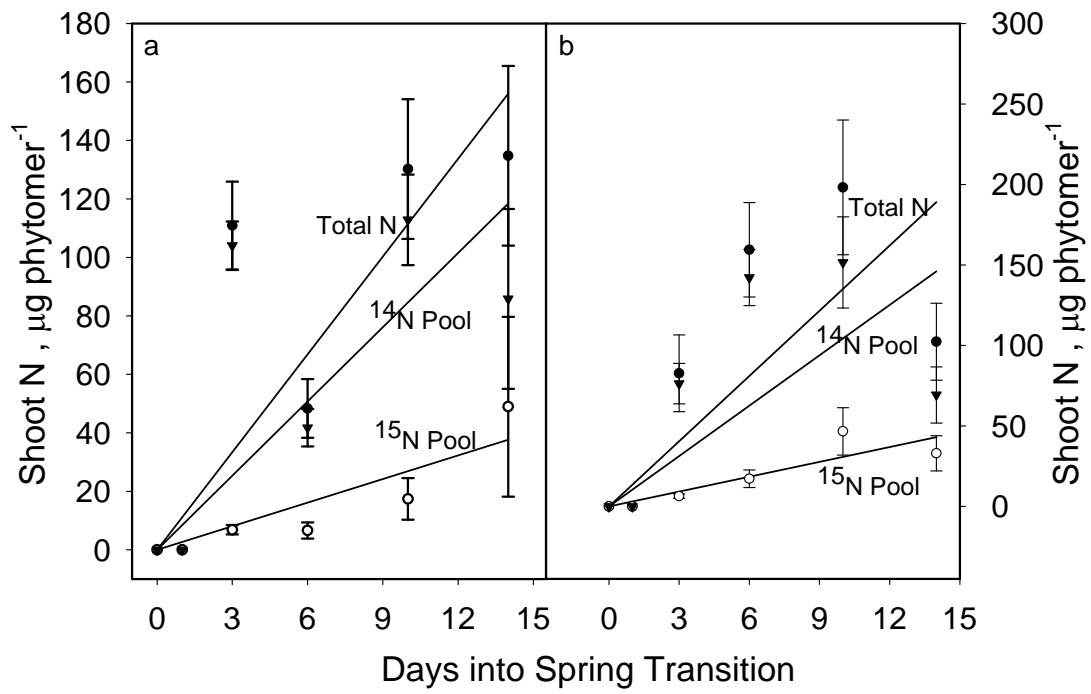 180
160
140
120
100
80
60
40
20
0
Shoot N , µg phytomer⁻¹
a
Total N
¹⁴N Pool
¹⁵N Pool
0 3 6 9 12 15
b
Total N
¹⁴N Pool
¹⁵N Pool
0 3 6 9 12 15
300
250
200
150
100
50
0
Shoot N , µg phytomer⁻¹
Days into Spring Transition